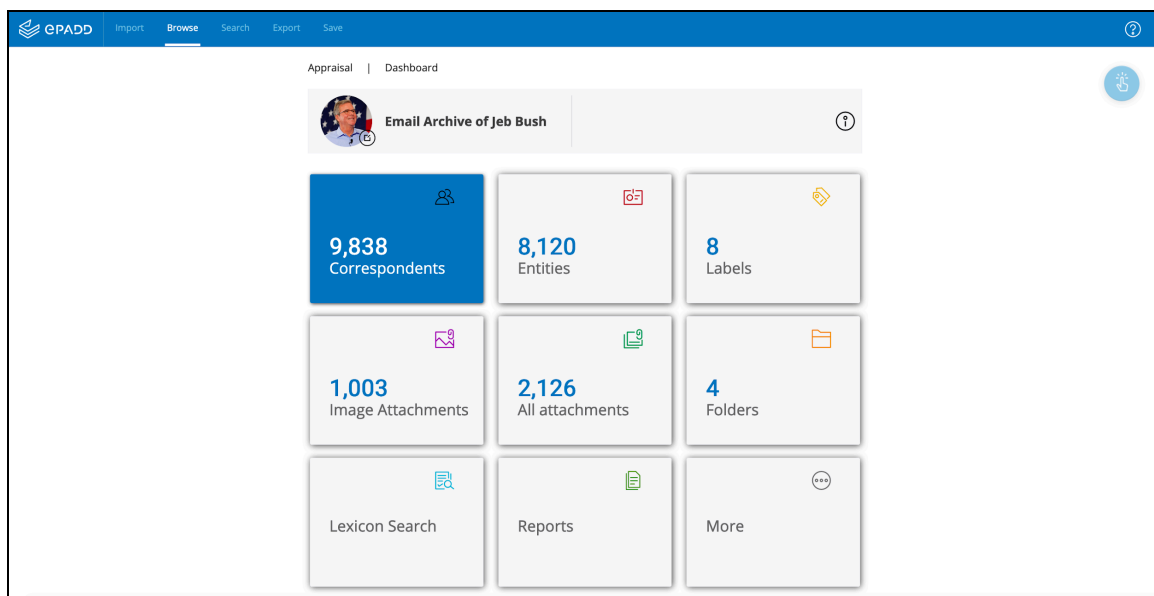 ePADD Import Browse Search Export Save
Appraisal | Dashboard
Email Archive of Jeb Bush
9,838
Correspondents
8,120
Entities
8
Labels
1,003
Image Attachments
2,126
All attachments
4
Folders
Lexicon Search
Reports
More